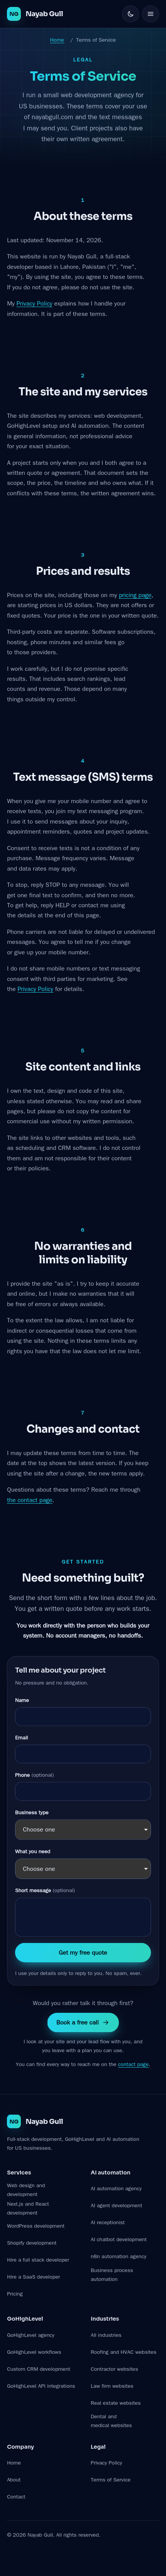 NG Nayab Gull
Home / Terms of Service
LEGAL
Terms of Service
I run a small web development agency for
US businesses. These terms cover your use
of nayabgull.com and the text updates
I may send you. Client projects also have
their own written agreement.
1
About these terms
Last updated: November 14, 2026.
This website is run by Nayab Gull, a full-stack
developer based in Lahore, Pakistan ("I", "me",
"my"). By using the site, you agree to these terms.
If you do not agree, please do not use the site.
My Privacy Policy explains how I handle your
information. It is part of these terms.
2
The site and my services
The site describes my services: web development,
GoHighLevel setup and AI automation. The content
is general information, not professional advice
for your exact situation.
A project starts only when you and I both agree to a
written quote or agreement. That document sets the
scope, the price, the timeline and who owns what. If it
conflicts with these terms, the written agreement wins.
3
Prices and results
Prices on the site, including those on my pricing page,
are starting prices in US dollars. They are not offers or
fixed quotes. Your price is the one in your written quote.
Third-party costs are separate. Software subscriptions,
hosting, phone minutes and similar fees go
to those providers.
I work carefully, but I do not promise specific
results. That includes search rankings, lead
counts and revenue. Those depend on many
things outside my control.
4
Text message (SMS) terms
When you give me your mobile number and agree to
receive texts, you join my text messaging program.
I use it to send messages about your inquiry,
appointment reminders, quotes and project updates.
Consent to receive texts is not a condition of any
purchase. Message frequency varies. Message
and data rates may apply.
To stop, reply STOP to any message. You will
get one final text to confirm, and then no more.
To get help, reply HELP or contact me using
the details at the end of this page.
Phone carriers are not liable for delayed or undelivered
messages. You agree to tell me if you change
or give up your mobile number.
I do not share mobile numbers or text messaging
consent with third parties for marketing. See
the Privacy Policy for details.
5
Site content and links
I own the text, design and code of this site,
unless stated otherwise. You may read and share
pages, but please do not copy the content for
commercial use without my written permission.
The site links to other websites and tools, such
as scheduling and CRM software. I do not control
them and am not responsible for their content
or their policies.
6
No warranties and
limits on liability
I provide the site "as is". I try to keep it accurate
and online, but I make no warranties that it will
be free of errors or always available.
To the extent the law allows, I am not liable for
indirect or consequential losses that come from
using the site. Nothing in these terms limits any
rights you have that the law does not let me limit.
7
Changes and contact
I may update these terms from time to time. The
date at the top shows the latest version. If you keep
using the site after a change, the new terms apply.
Questions about these terms? Reach me through
the contact page.
GET STARTED
Need something built?
Send the short form with a few lines about the job.
You get a written quote before any work starts.
You work directly with the person who builds your
system. No account managers, no handoffs.
Tell me about your project
No pressure and no obligation.
Name
Email
Phone (optional)
Business type
Choose one
What you need
Choose one
Short message (optional)
Get my free quote
I use your details only to reply to you. No spam, ever.
Would you rather talk it through first?
Book a free call →
I look at your site and your lead flow with you, and
you leave with a plan you can use.
You can find every way to reach me on the contact page.
NG Nayab Gull
Full-stack development, GoHighLevel and AI automation
for US businesses.
Services
Web design and
development
Next.js and React
development
WordPress development
Shopify development
Hire a full stack developer
Hire a SaaS developer
Pricing
AI automation
AI automation agency
AI agent development
AI receptionist
AI chatbot development
n8n automation agency
Business process
automation
GoHighLevel
GoHighLevel agency
GoHighLevel workflows
Custom CRM development
GoHighLevel API integrations
Industries
All industries
Roofing and HVAC websites
Contractor websites
Law firm websites
Real estate websites
Dental and
medical websites
Company
Home
About
Contact
Legal
Privacy Policy
Terms of Service
© 2026 Nayab Gull. All rights reserved.